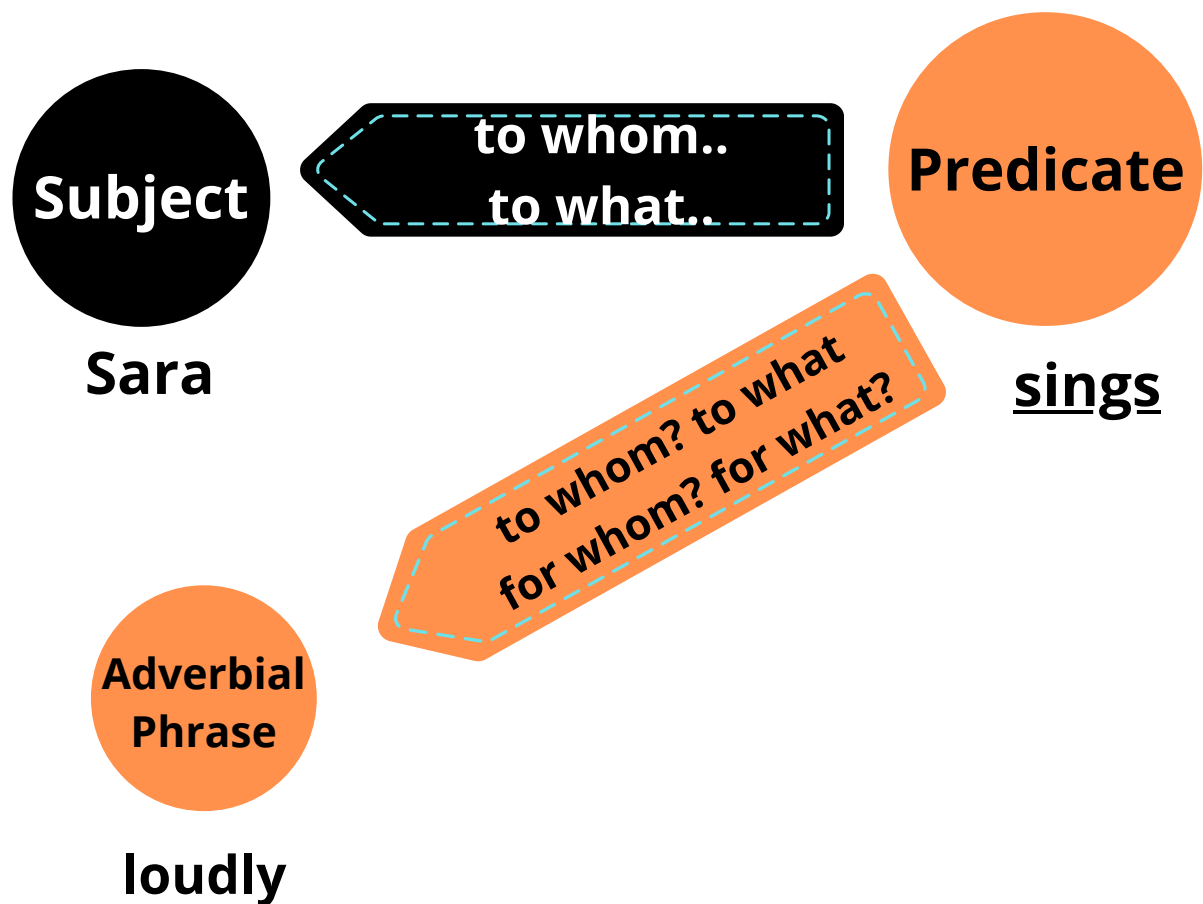 Subject
to whom..
to what..
Predicate
Sara
sings
to whom? to what
for whom? for what?
Adverbial
Phrase
loudly